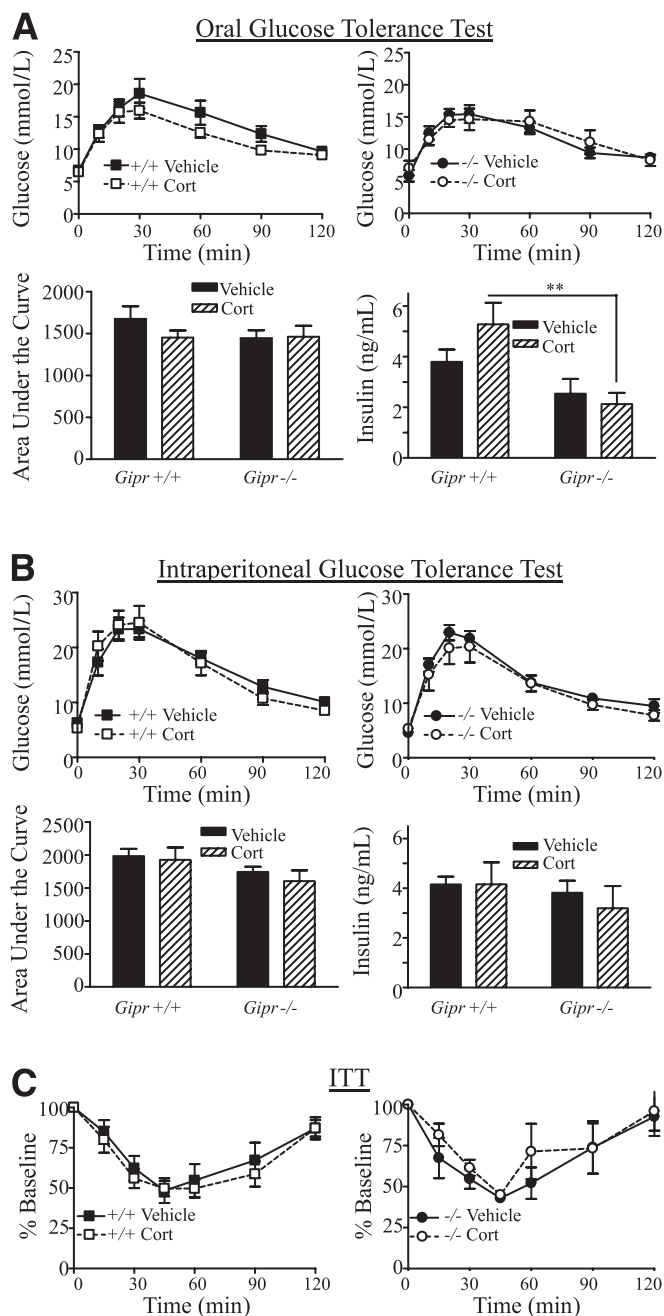 A
Oral Glucose Tolerance Test
Glucose (mmol/L)
25
20
15
10
5
0
+/+ Vehicle
+/+ Cort
0 30 60 90 120
Time (min)
Glucose (mmol/L)
25
20
15
10
5
0
-/- Vehicle
-/- Cort
0 30 60 90 120
Time (min)
Area Under the Curve
2000
1500
1000
500
0
Vehicle
Cort
Gipr +/+ Gipr -/-
Insulin (ng/mL)
6
4
2
0
**
Vehicle
Cort
Gipr +/+ Gipr -/-
B
Intraperitoneal Glucose Tolerance Test
Glucose (mmol/L)
30
20
10
0
+/+ Vehicle
+/+ Cort
0 30 60 90 120
Time (min)
Glucose (mmol/L)
30
20
10
0
-/- Vehicle
-/- Cort
0 30 60 90 120
Time (min)
Area Under the Curve
2500
2000
1500
1000
500
0
Vehicle
Cort
Gipr +/+ Gipr -/-
Insulin (ng/mL)
6
4
2
0
Vehicle
Cort
Gipr +/+ Gipr -/-
C
ITT
% Baseline
100
75
50
25
0
+/+ Vehicle
+/+ Cort
0 30 60 90 120
Time (min)
% Baseline
100
75
50
25
0
-/- Vehicle
-/- Cort
0 30 60 90 120
Time (min)